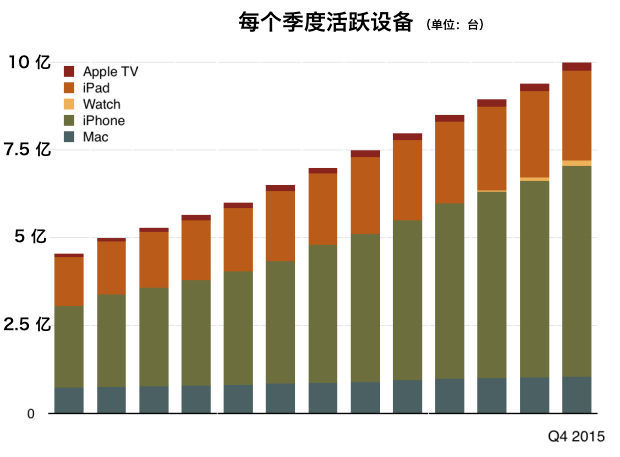 每个季度活跃设备 （单位：台）
10 亿
Apple TV
iPad
Watch
iPhone
Mac
7.5 亿
5 亿
2.5 亿
0
Q4 2015